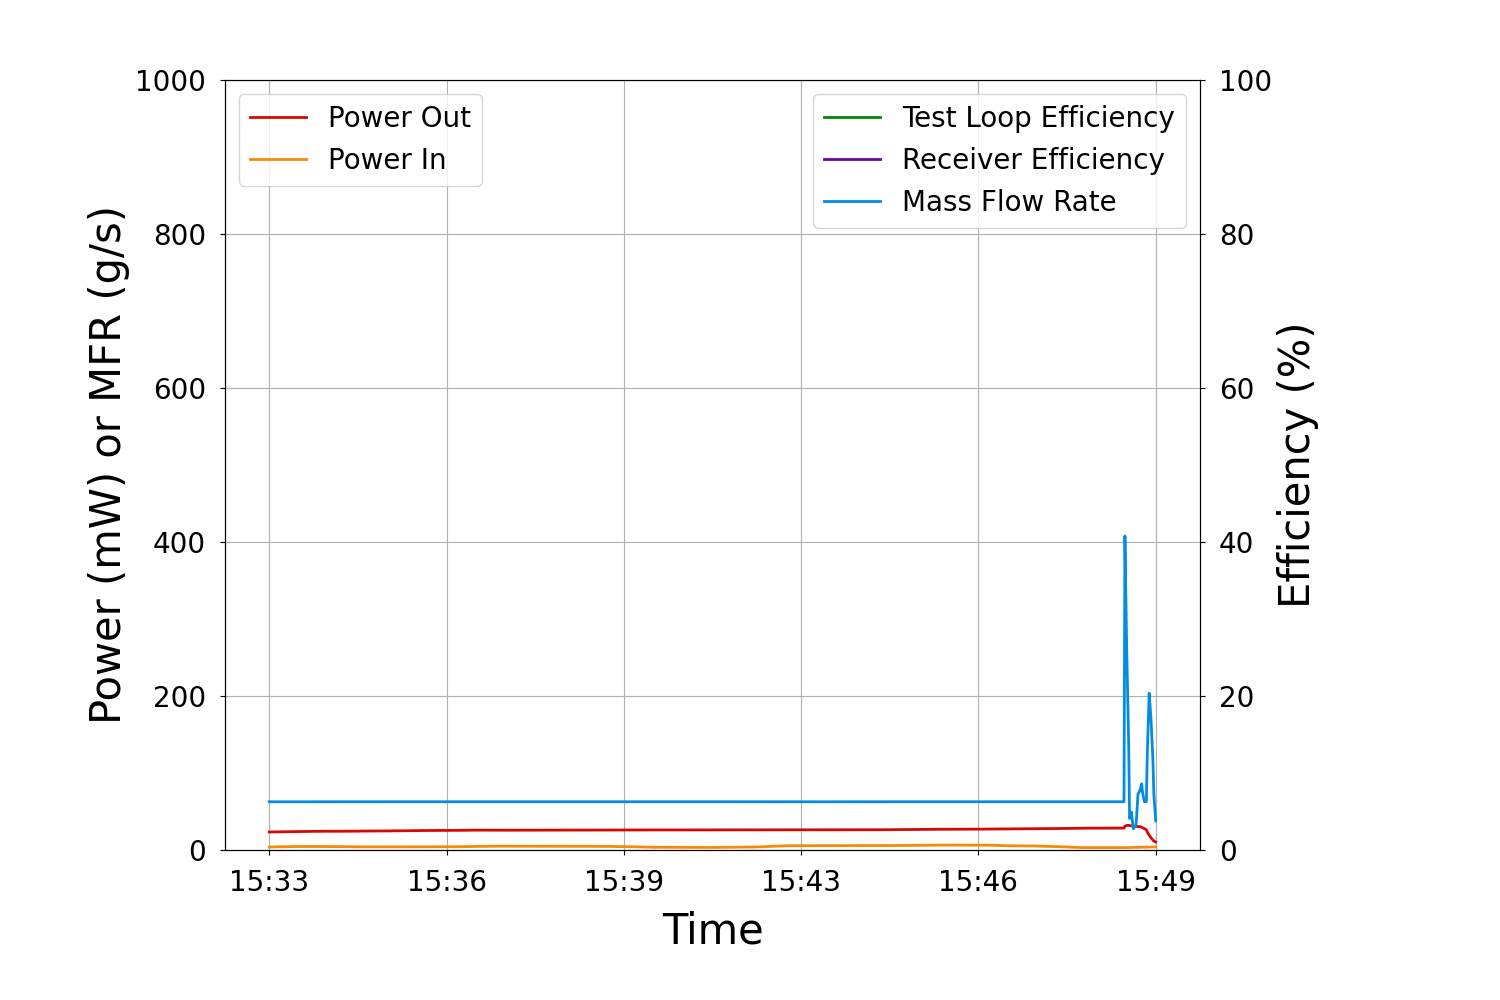 1000
800
600
400
200
0
Power (mW) or MFR (g/s)
Power Out
Power In
Test Loop Efficiency
Receiver Efficiency
Mass Flow Rate
100
80
60
40
20
0
Efficiency (%)
15:33 15:36 15:39 15:43 15:46 15:49
Time